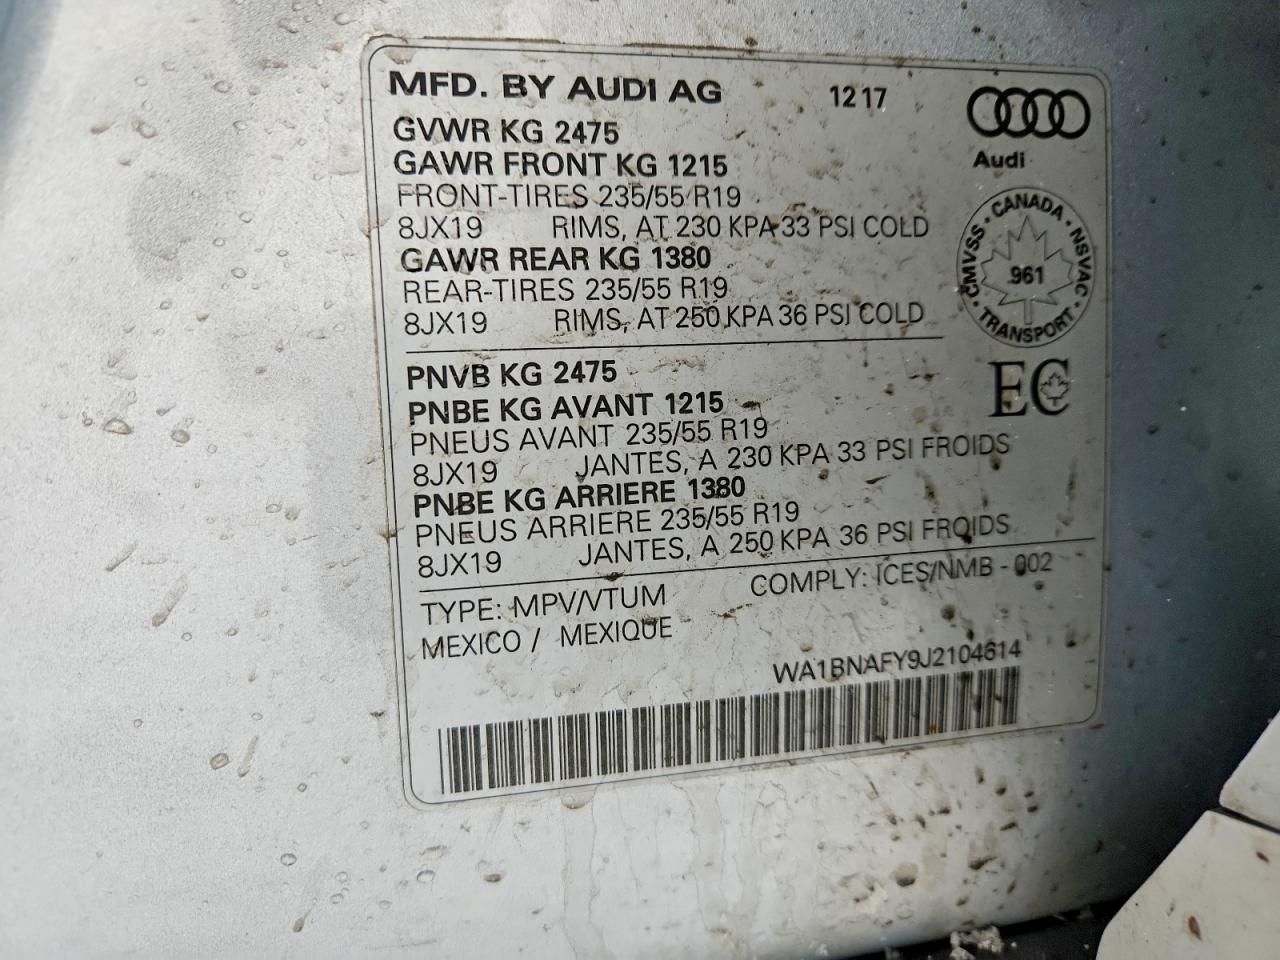 MFD. BY AUDI AG 12 17
Audi
GVWR KG 2475
GAWR FRONT KG 1215
FRONT-TIRES 235/55 R19
8JX19 RIMS, AT 230 KPA 33 PSI COLD
GAWR REAR KG 1380
REAR-TIRES 235/55 R19
8JX19 RIMS, AT 250 KPA 36 PSI COLD
CANADA · NSVAC · TRANSPORT · CMVSS ·
961
EC
PNVB KG 2475
PNBE KG AVANT 1215
PNEUS AVANT 235/55 R19
8JX19 JANTES, A 230 KPA 33 PSI FROIDS
PNBE KG ARRIERE 1380
PNEUS ARRIERE 235/55 R19
8JX19 JANTES, A 250 KPA 36 PSI FROIDS
TYPE: MPV/VTUM COMPLY: ICES/NMB - 002
MEXICO / MEXIQUE
WA1BNAFY9J2104614